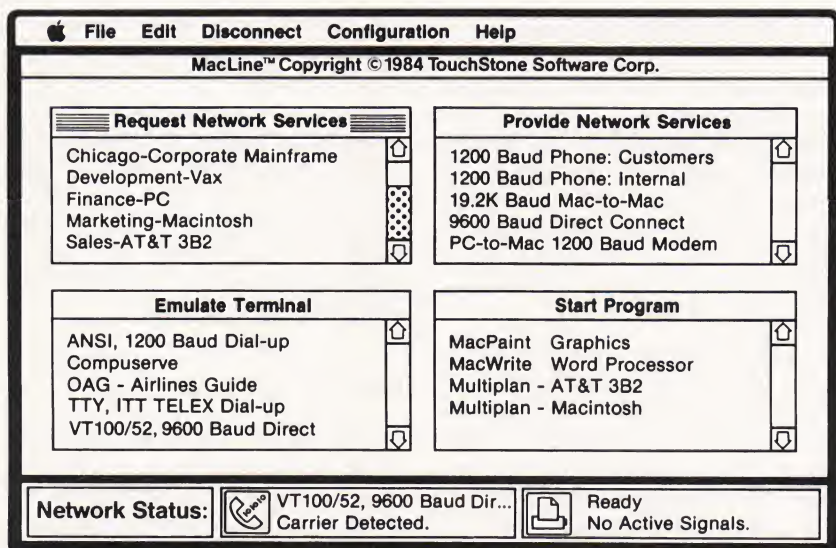 File Edit Disconnect Configuration Help
MacLine™ Copyright ©1984 TouchStone Software Corp.
Request Network Services
Chicago-Corporate Mainframe
Development-Vax
Finance-PC
Marketing-Macintosh
Sales-AT&T 3B2
Provide Network Services
1200 Baud Phone: Customers
1200 Baud Phone: Internal
19.2K Baud Mac-to-Mac
9600 Baud Direct Connect
PC-to-Mac 1200 Baud Modem
Emulate Terminal
ANSI, 1200 Baud Dial-up
Compuserve
OAG - Airlines Guide
TTY, ITT TELEX Dial-up
VT100/52, 9600 Baud Direct
Start Program
MacPaint Graphics
MacWrite Word Processor
Multiplan - AT&T 3B2
Multiplan - Macintosh
Network Status:
VT100/52, 9600 Baud Dir...
Carrier Detected.
Ready
No Active Signals.